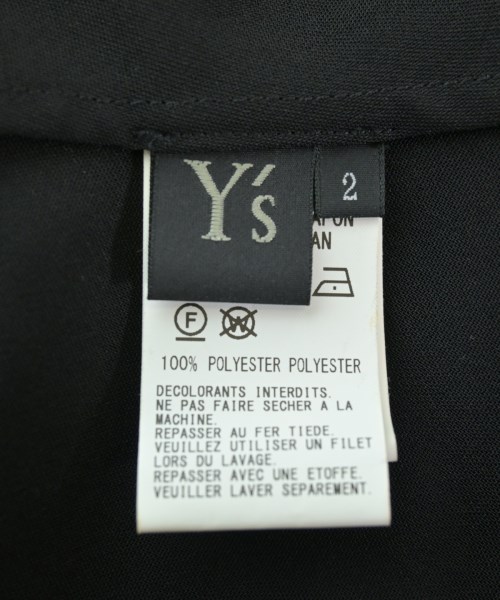 Y's
2
F
W
100% POLYESTER POLYESTER
DECOLORANTS INTERDITS.
NE PAS FAIRE SECHER A LA
MACHINE.
REPASSER AU FER TIEDE.
VEUILLEZ UTILISER UN FILET
LORS DU LAVAGE.
REPASSER AVEC UNE ETOFFE.
VEUILLER LAVER SEPAREMENT.